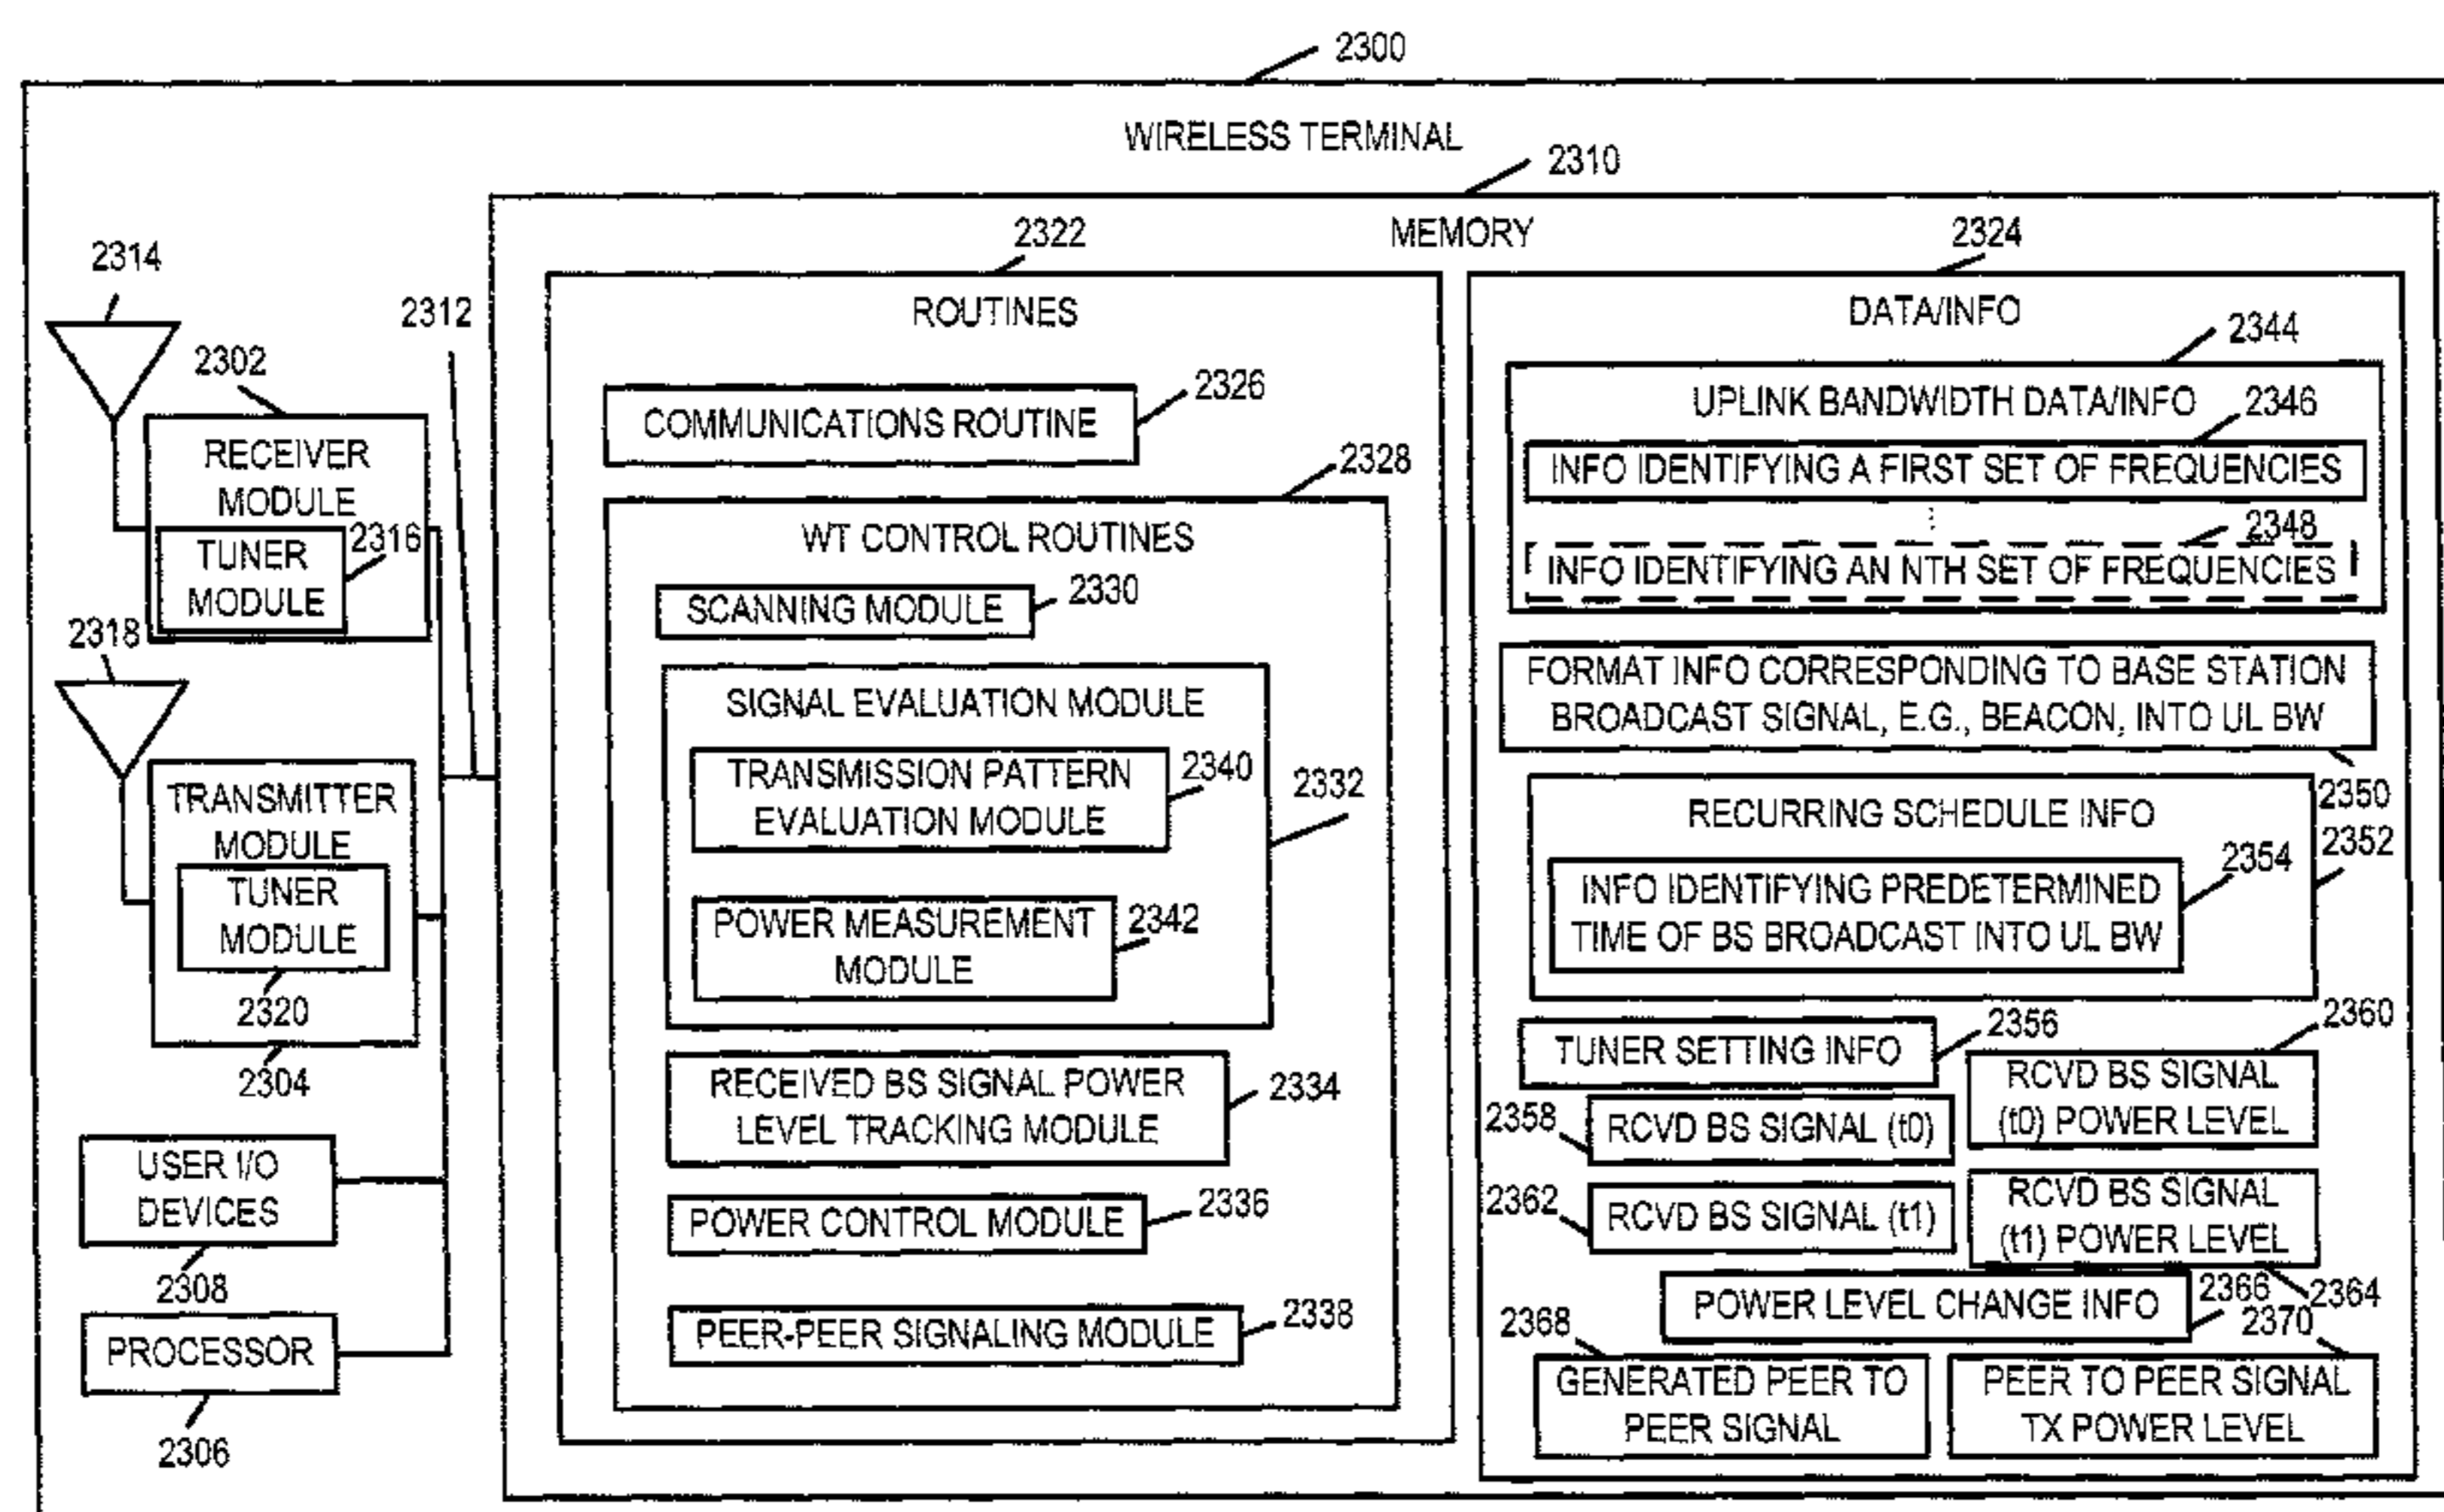 2300
WIRELESS TERMINAL
2310
MEMORY
2314
2302
RECEIVER
MODULE
TUNER
MODULE
2316
2318
TRANSMITTER
MODULE
TUNER
MODULE
2320
2304
USER I/O
DEVICES
2308
PROCESSOR
2306
2312
2322
ROUTINES
COMMUNICATIONS ROUTINE
2326
2328
WT CONTROL ROUTINES
SCANNING MODULE
2330
SIGNAL EVALUATION MODULE
TRANSMISSION PATTERN
EVALUATION MODULE
2340
2332
POWER MEASUREMENT
MODULE
2342
RECEIVED BS SIGNAL POWER
LEVEL TRACKING MODULE
2334
POWER CONTROL MODULE
2336
PEER-PEER SIGNALING MODULE
2338
2324
DATA/INFO
2344
UPLINK BANDWIDTH DATA/INFO
2346
INFO IDENTIFYING A FIRST SET OF FREQUENCIES
2348
INFO IDENTIFYING AN NTH SET OF FREQUENCIES
FORMAT INFO CORRESPONDING TO BASE STATION
BROADCAST SIGNAL, E.G., BEACON, INTO UL BW
2350
RECURRING SCHEDULE INFO
2352
INFO IDENTIFYING PREDETERMINED
TIME OF BS BROADCAST INTO UL BW
2354
TUNER SETTING INFO
2356
2360
RCVD BS SIGNAL
(t0) POWER LEVEL
2358
RCVD BS SIGNAL (t0)
2362
RCVD BS SIGNAL (t1)
RCVD BS SIGNAL
(t1) POWER LEVEL
2364
POWER LEVEL CHANGE INFO
2366
2368
GENERATED PEER TO
PEER SIGNAL
2370
PEER TO PEER SIGNAL
TX POWER LEVEL